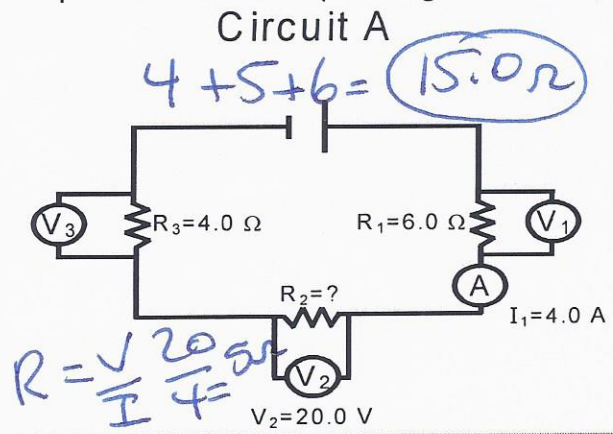 Circuit A
4 + 5 + 6 = 15.0 Ω
V3
R3=4.0 Ω
R1=6.0 Ω
V1
R2=?
A
I1=4.0 A
R = V/I 20/4 = 5Ω
V2
V2=20.0 V